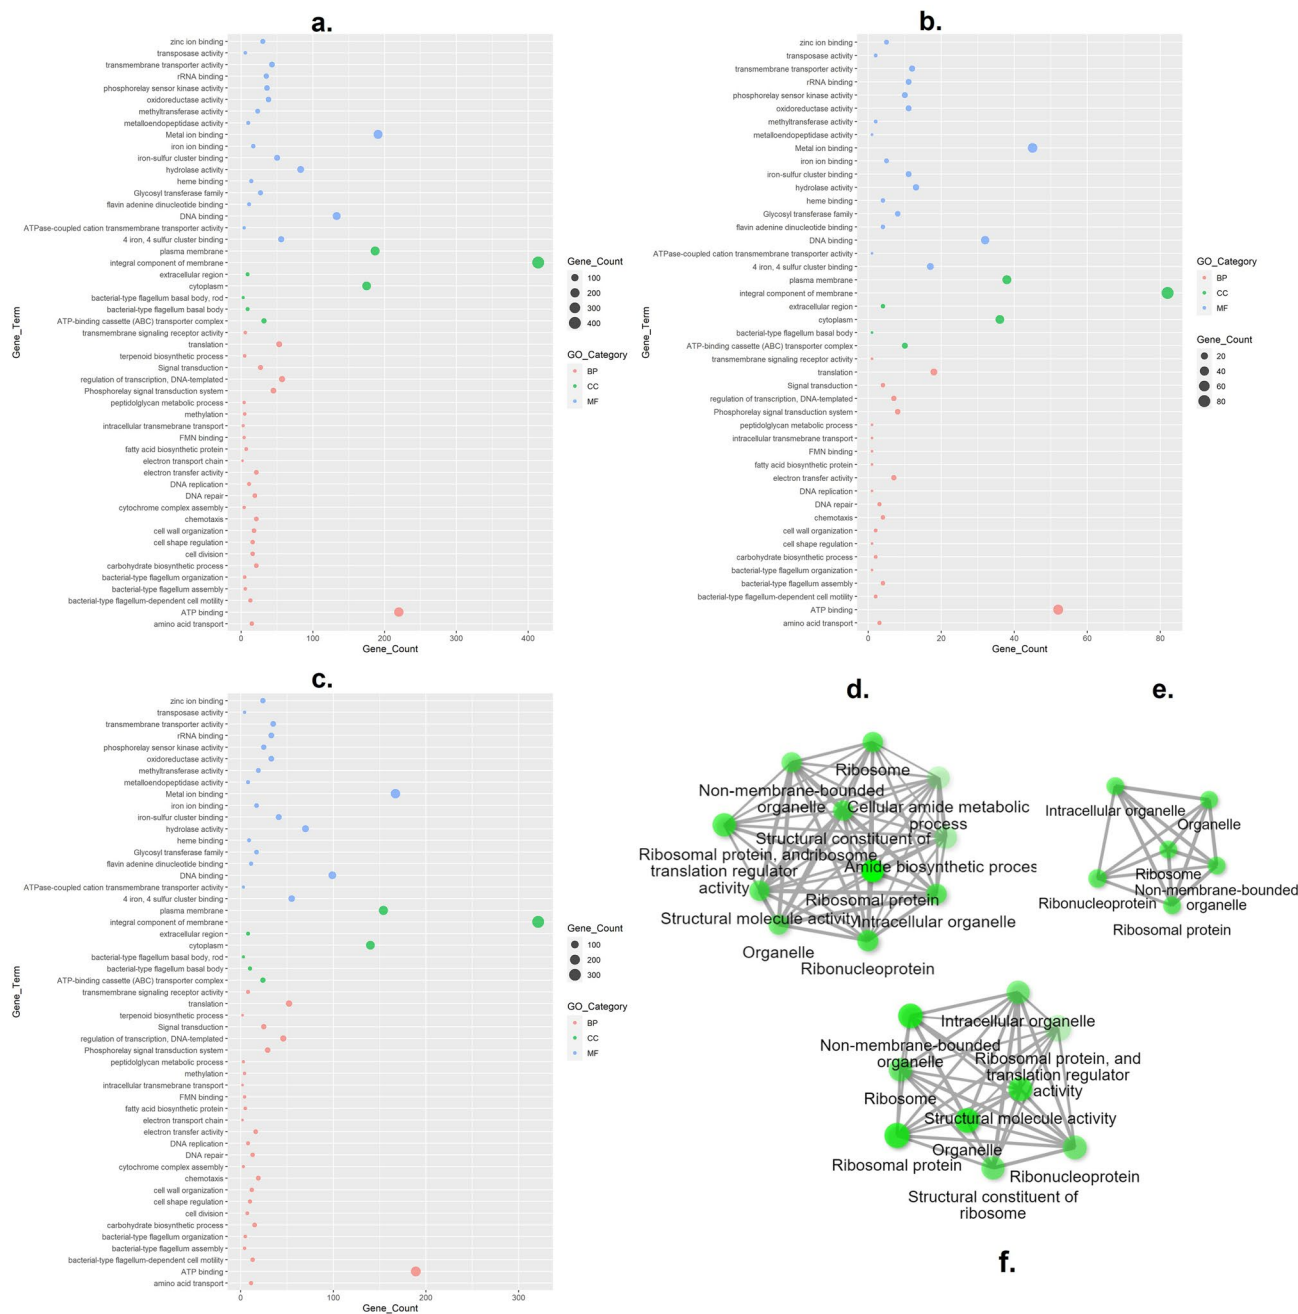 a.
zinc ion binding
transposase activity
transmembrane transporter activity
rRNA binding
phosphorelay sensor kinase activity
oxidoreductase activity
methyltransferase activity
metalloendopeptidase activity
Metal ion binding
iron ion binding
iron-sulfur cluster binding
hydrolase activity
heme binding
Glycosyl transferase family
flavin adenine dinucleotide binding
DNA binding
ATPase-coupled cation transmembrane transporter activity
4 iron, 4 sulfur cluster binding
plasma membrane
integral component of membrane
extracellular region
cytoplasm
bacterial-type flagellum basal body, rod
bacterial-type flagellum basal body
ATP-binding cassette (ABC) transporter complex
transmembrane signaling receptor activity
translation
terpenoid biosynthetic process
Signal transduction
regulation of transcription, DNA-templated
Phosphorelay signal transduction system
peptidolglycan metabolic process
methylation
intracellular transmebrane transport
FMN binding
fatty acid biosynthetic protein
electron transport chain
electron transfer activity
DNA replication
DNA repair
cytochrome complex assembly
chemotaxis
cell wall organization
cell shape regulation
cell division
carbohydrate biosynthetic process
bacterial-type flagellum organization
bacterial-type flagellum assembly
bacterial-type flagellum-dependent cell motility
ATP binding
amino acid transport
Gene_Term
0 100 200 300 400
Gene_Count
Gene_Count
100
200
300
400
GO_Category
BP
CC
MF
b.
zinc ion binding
transposase activity
transmembrane transporter activity
rRNA binding
phosphorelay sensor kinase activity
oxidoreductase activity
methyltransferase activity
metalloendopeptidase activity
Metal ion binding
iron ion binding
iron-sulfur cluster binding
hydrolase activity
heme binding
Glycosyl transferase family
flavin adenine dinucleotide binding
DNA binding
ATPase-coupled cation transmembrane transporter activity
4 iron, 4 sulfur cluster binding
plasma membrane
integral component of membrane
extracellular region
cytoplasm
bacterial-type flagellum basal body
ATP-binding cassette (ABC) transporter complex
transmembrane signaling receptor activity
translation
Signal transduction
regulation of transcription, DNA-templated
Phosphorelay signal transduction system
peptidolglycan metabolic process
intracellular transmebrane transport
FMN binding
fatty acid biosynthetic protein
electron transfer activity
DNA replication
DNA repair
chemotaxis
cell wall organization
cell shape regulation
carbohydrate biosynthetic process
bacterial-type flagellum organization
bacterial-type flagellum assembly
bacterial-type flagellum-dependent cell motility
ATP binding
amino acid transport
Gene_Term
0 20 40 60 80
Gene_Count
GO_Category
BP
CC
MF
Gene_Count
20
40
60
80
c.
zinc ion binding
transposase activity
transmembrane transporter activity
rRNA binding
phosphorelay sensor kinase activity
oxidoreductase activity
methyltransferase activity
metalloendopeptidase activity
Metal ion binding
iron ion binding
iron-sulfur cluster binding
hydrolase activity
heme binding
Glycosyl transferase family
flavin adenine dinucleotide binding
DNA binding
ATPase-coupled cation transmembrane transporter activity
4 iron, 4 sulfur cluster binding
plasma membrane
integral component of membrane
extracellular region
cytoplasm
bacterial-type flagellum basal body, rod
bacterial-type flagellum basal body
ATP-binding cassette (ABC) transporter complex
transmembrane signaling receptor activity
translation
terpenoid biosynthetic process
Signal transduction
regulation of transcription, DNA-templated
Phosphorelay signal transduction system
peptidolglycan metabolic process
methylation
intracellular transmebrane transport
FMN binding
fatty acid biosynthetic protein
electron transport chain
electron transfer activity
DNA replication
DNA repair
cytochrome complex assembly
chemotaxis
cell wall organization
cell shape regulation
cell division
carbohydrate biosynthetic process
bacterial-type flagellum organization
bacterial-type flagellum assembly
bacterial-type flagellum-dependent cell motility
ATP binding
amino acid transport
Gene_Term
0 100 200 300
Gene_Count
Gene_Count
100
200
300
GO_Category
BP
CC
MF
d.
Ribosome
Non-membrane-bounded
organelle
Cellular amide metabolic
process
Structural constituent of
ribosome
Ribosomal protein, and
translation regulator
activity
Amide biosynthetic proces
Ribosomal protein
Structural molecule activity
Intracellular organelle
Organelle
Ribonucleoprotein
e.
Intracellular organelle
Organelle
Ribosome
Non-membrane-bounded
organelle
Ribonucleoprotein
Ribosomal protein
Intracellular organelle
Non-membrane-bounded
organelle
Ribosomal protein, and
translation regulator
activity
Ribosome
Structural molecule activity
Organelle
Ribosomal protein
Ribonucleoprotein
Structural constituent of
ribosome
f.